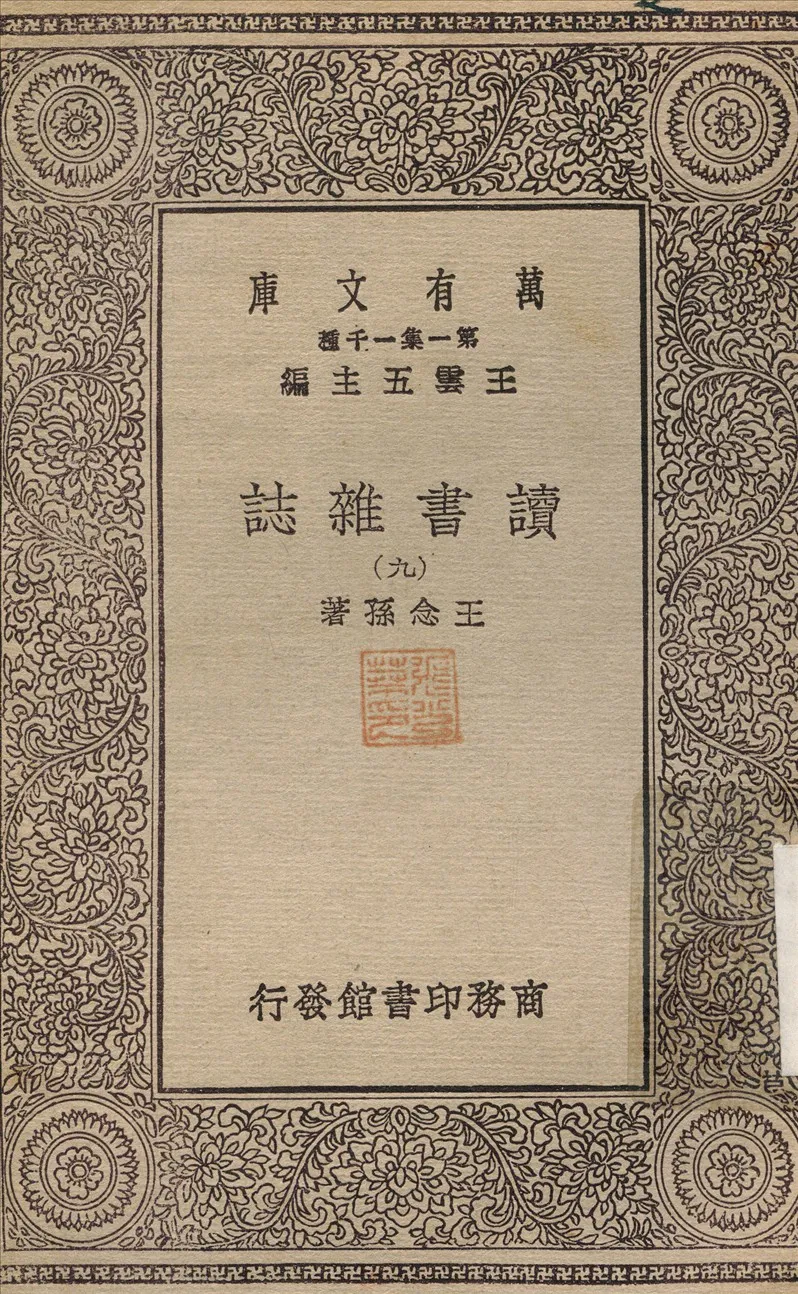 萬有文庫
第一集一千種
王雲五主編
讀書雜誌
(九)
王念孫著
商務印書館發行